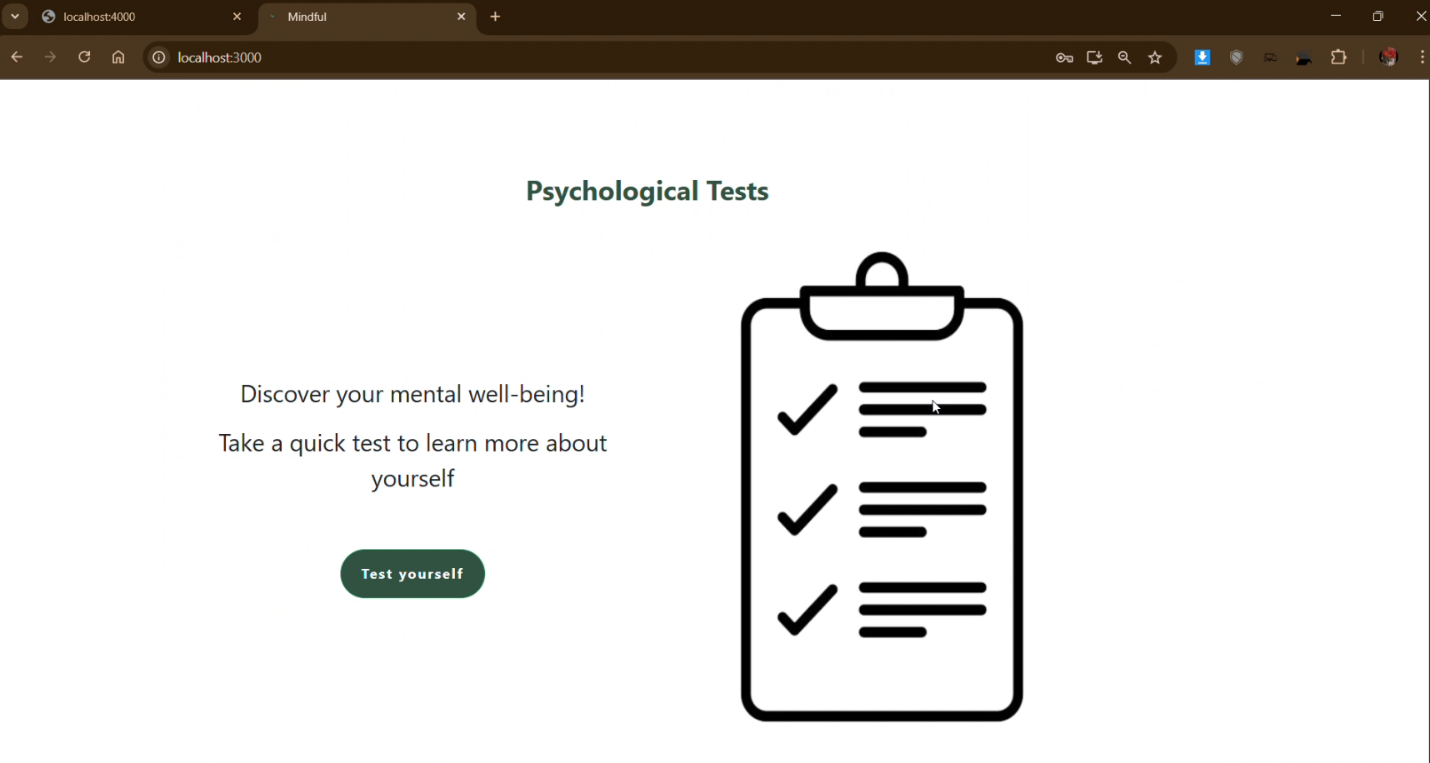 localhost:4000
Mindful
localhost:3000
Psychological Tests
Discover your mental well-being!
Take a quick test to learn more about
yourself
Test yourself